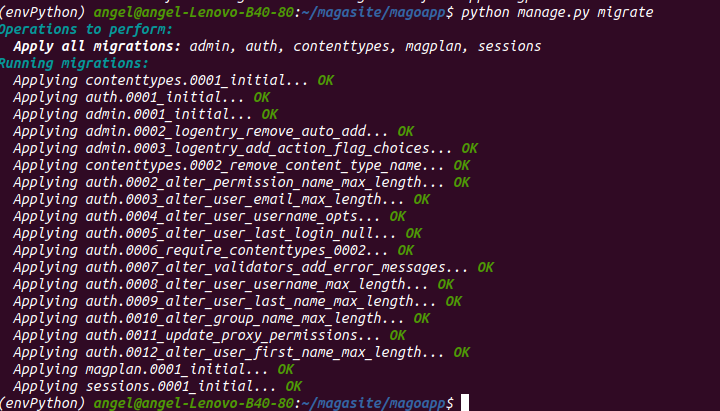 (envPython) angel@angel-Lenovo-B40-80:~/magasite/magoapp$ python manage.py migrate
Operations to perform:
  Apply all migrations: admin, auth, contenttypes, magplan, sessions
Running migrations:
  Applying contenttypes.0001_initial... OK
  Applying auth.0001_initial... OK
  Applying admin.0001_initial... OK
  Applying admin.0002_logentry_remove_auto_add... OK
  Applying admin.0003_logentry_add_action_flag_choices... OK
  Applying contenttypes.0002_remove_content_type_name... OK
  Applying auth.0002_alter_permission_name_max_length... OK
  Applying auth.0003_alter_user_email_max_length... OK
  Applying auth.0004_alter_user_username_opts... OK
  Applying auth.0005_alter_user_last_login_null... OK
  Applying auth.0006_require_contenttypes_0002... OK
  Applying auth.0007_alter_validators_add_error_messages... OK
  Applying auth.0008_alter_user_username_max_length... OK
  Applying auth.0009_alter_user_last_name_max_length... OK
  Applying auth.0010_alter_group_name_max_length... OK
  Applying auth.0011_update_proxy_permissions... OK
  Applying auth.0012_alter_user_first_name_max_length... OK
  Applying magplan.0001_initial... OK
  Applying sessions.0001_initial... OK
(envPython) angel@angel-Lenovo-B40-80:~/magasite/magoapp$